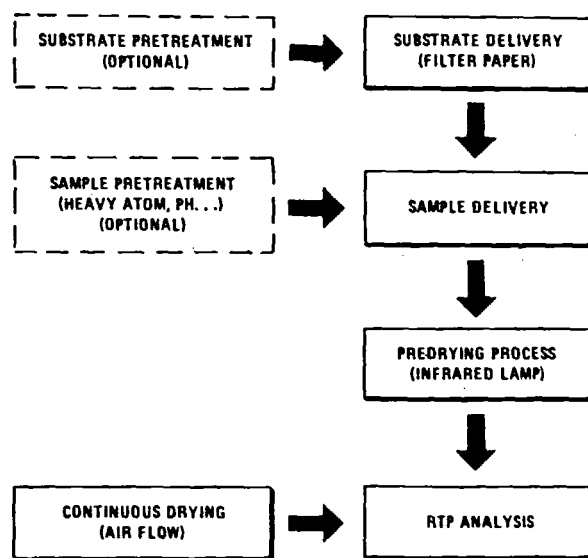 SUBSTRATE PRETREATMENT
(OPTIONAL)
SUBSTRATE DELIVERY
(FILTER PAPER)
SAMPLE PRETREATMENT
(HEAVY ATOM, PH...)
(OPTIONAL)
SAMPLE DELIVERY
PREDRYING PROCESS
(INFRARED LAMP)
CONTINUOUS DRYING
(AIR FLOW)
RTP ANALYSIS